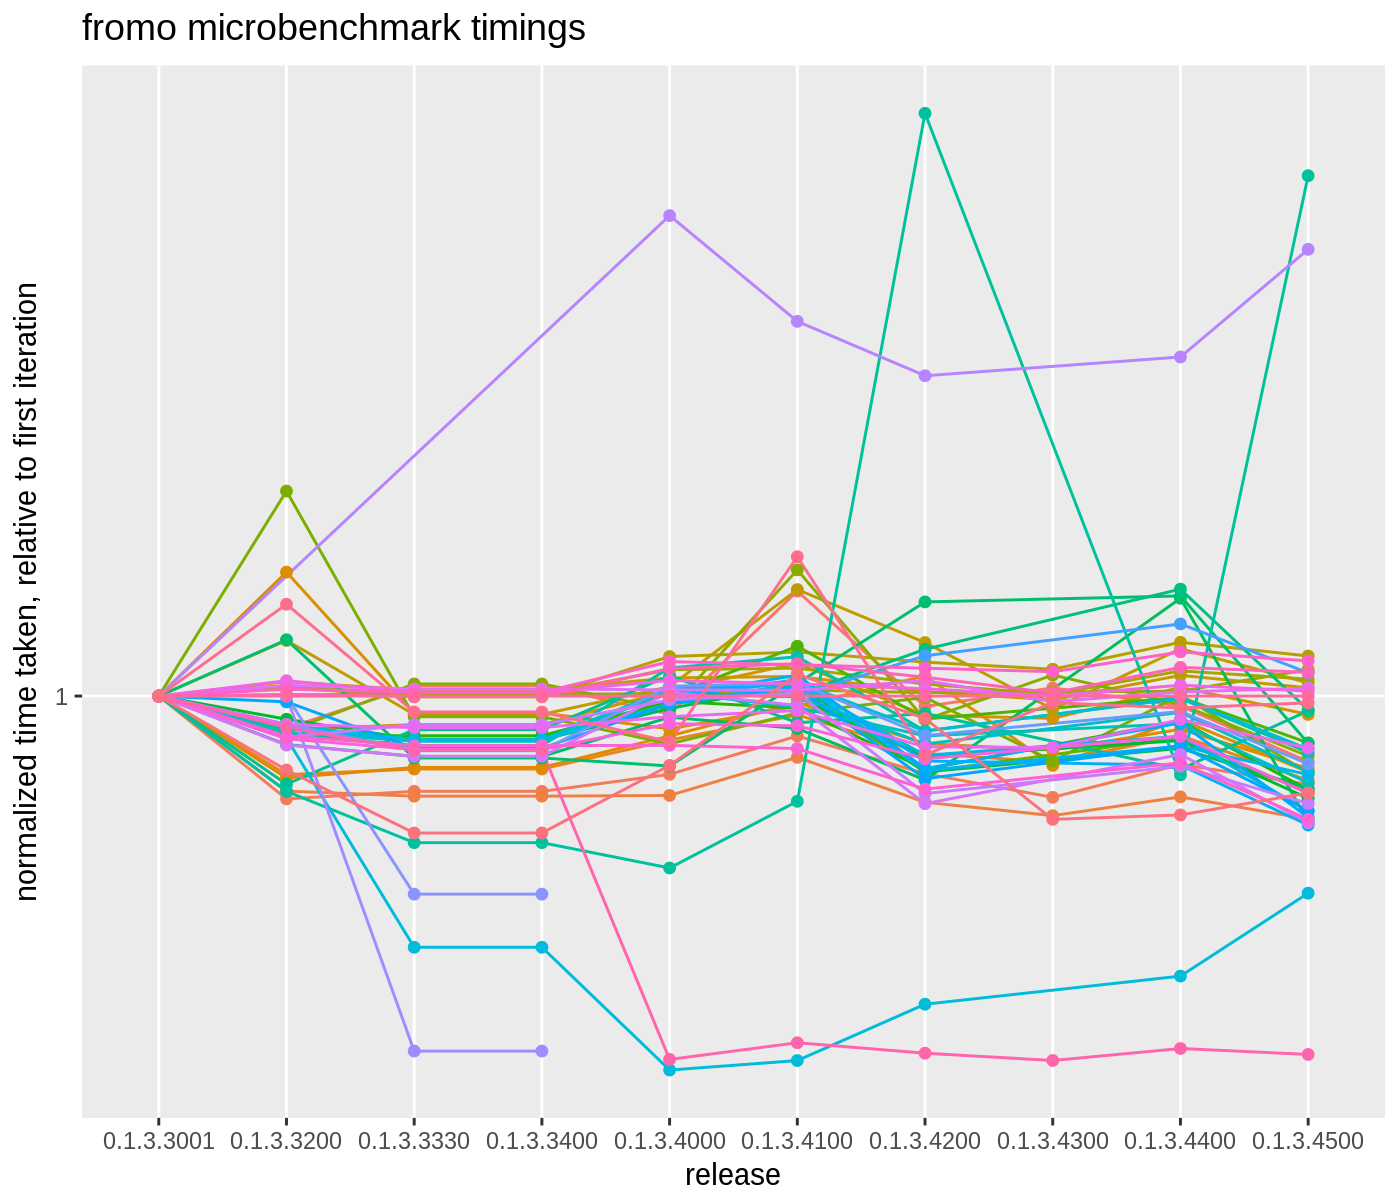 fromo microbenchmark timings
normalized time taken, relative to first iteration
1
0.1.3.3001 0.1.3.3200 0.1.3.3330 0.1.3.3400 0.1.3.4000 0.1.3.4100 0.1.3.4200 0.1.3.4300 0.1.3.4400 0.1.3.4500
release